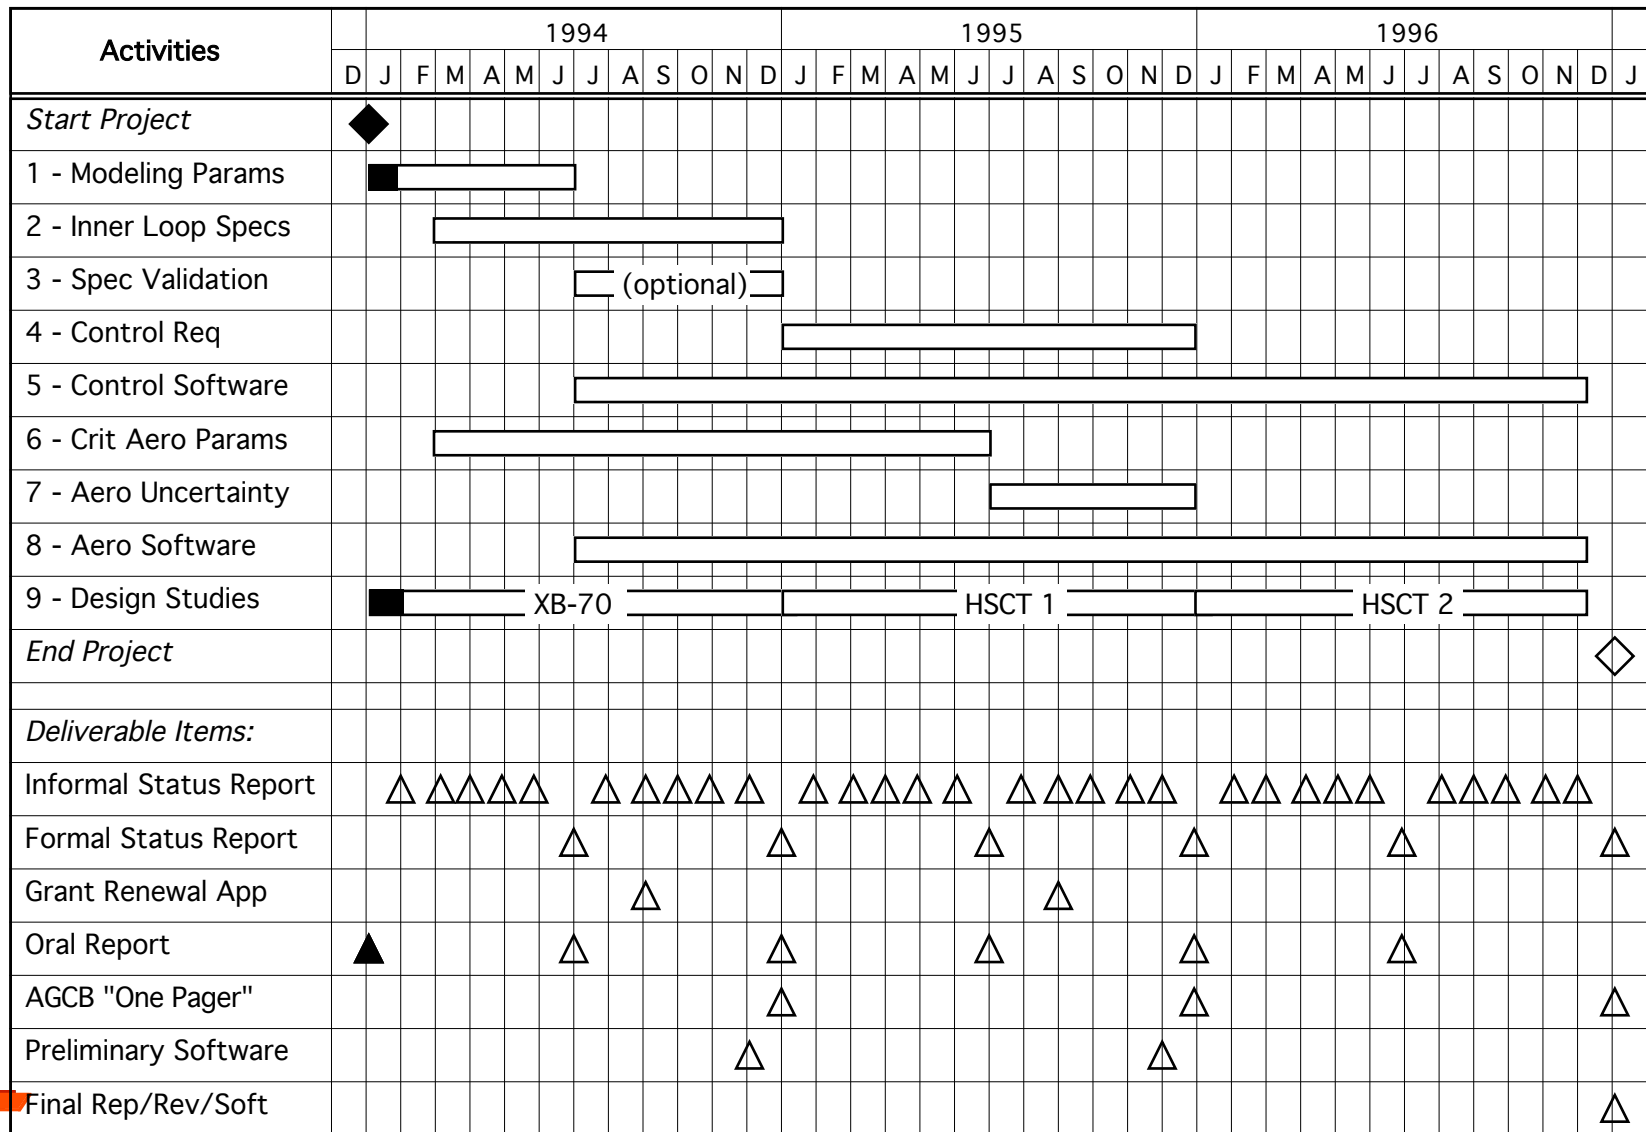 Activities
1994 1995 1996
D J F M A M J J A S O N D J F M A M J J A S O N D J F M A M J J A S O N D J
Start Project
1 - Modeling Params
2 - Inner Loop Specs
3 - Spec Validation (optional)
4 - Control Req
5 - Control Software
6 - Crit Aero Params
7 - Aero Uncertainty
8 - Aero Software
9 - Design Studies XB-70 HSCT 1 HSCT 2
End Project
Deliverable Items:
Informal Status Report
Formal Status Report
Grant Renewal App
Oral Report
AGCB "One Pager"
Preliminary Software
Final Rep/Rev/Soft